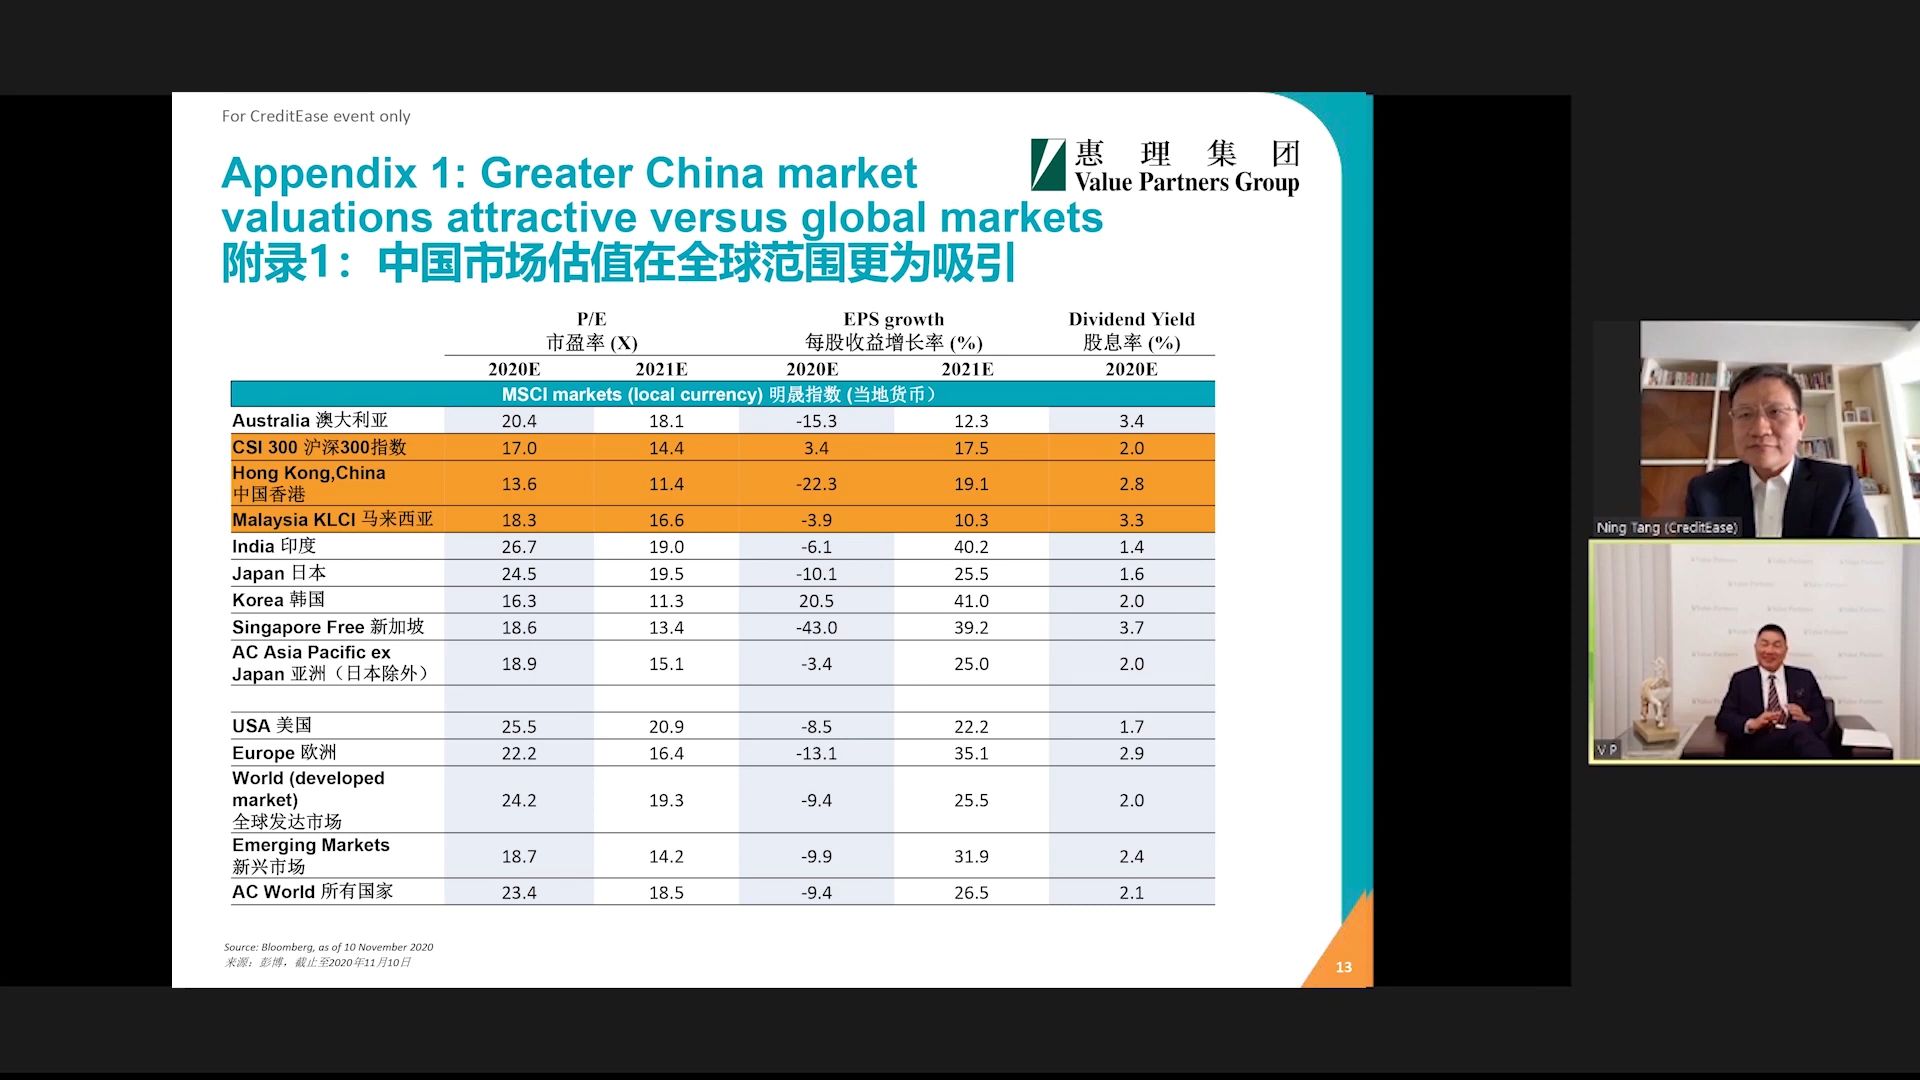 For CreditEase event only
惠理集团
Value Partners Group
Appendix 1: Greater China market
valuations attractive versus global markets
附录1：中国市场估值在全球范围更为吸引
P/E EPS growth Dividend Yield
市盈率 (X) 每股收益增长率 (%) 股息率 (%)
2020E 2021E 2020E 2021E 2020E
MSCI markets (local currency) 明晟指数 (当地货币）
Australia 澳大利亚 20.4 18.1 -15.3 12.3 3.4
CSI 300 沪深300指数 17.0 14.4 3.4 17.5 2.0
Hong Kong,China
中国香港 13.6 11.4 -22.3 19.1 2.8
Malaysia KLCI 马来西亚 18.3 16.6 -3.9 10.3 3.3
India 印度 26.7 19.0 -6.1 40.2 1.4
Japan 日本 24.5 19.5 -10.1 25.5 1.6
Korea 韩国 16.3 11.3 20.5 41.0 2.0
Singapore Free 新加坡 18.6 13.4 -43.0 39.2 3.7
AC Asia Pacific ex
Japan 亚洲（日本除外） 18.9 15.1 -3.4 25.0 2.0
USA 美国 25.5 20.9 -8.5 22.2 1.7
Europe 欧洲 22.2 16.4 -13.1 35.1 2.9
World (developed
market) 24.2 19.3 -9.4 25.5 2.0
全球发达市场
Emerging Markets
新兴市场 18.7 14.2 -9.9 31.9 2.4
AC World 所有国家 23.4 18.5 -9.4 26.5 2.1
Source: Bloomberg, as of 10 November 2020
来源：彭博，截止至2020年11月10日
13
Ning Tang (CreditEase)
V P